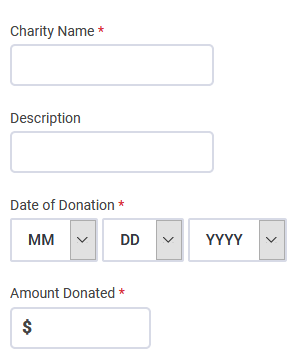 Charity Name *
Description
Date of Donation *
MM DD YYYY
Amount Donated *
$